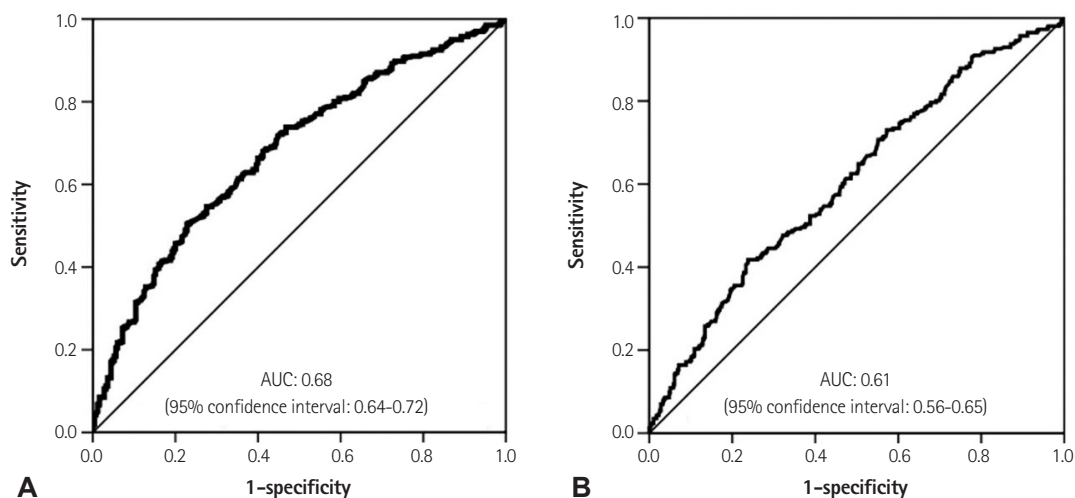 1.0
0.8
0.6
0.4
0.2
0.0
Sensitivity
AUC: 0.68
(95% confidence interval: 0.64-0.72)
0.0 0.2 0.4 0.6 0.8 1.0
1-specificity
A
1.0
0.8
0.6
0.4
0.2
0.0
Sensitivity
AUC: 0.61
(95% confidence interval: 0.56-0.65)
0.0 0.2 0.4 0.6 0.8 1.0
1-specificity
B